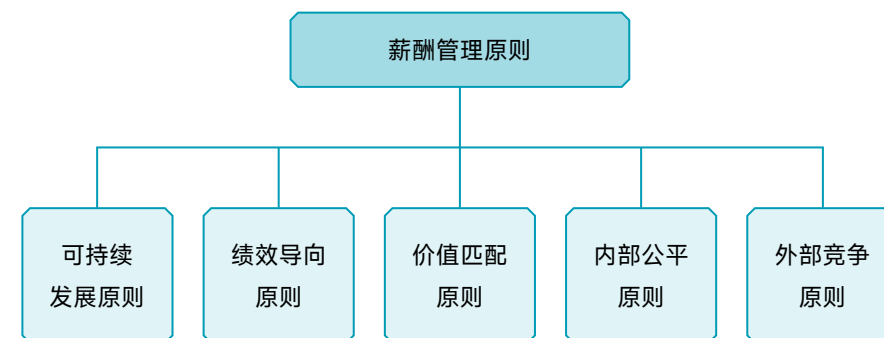 薪酬管理原则
可持续
发展原则
绩效导向
原则
价值匹配
原则
内部公平
原则
外部竞争
原则